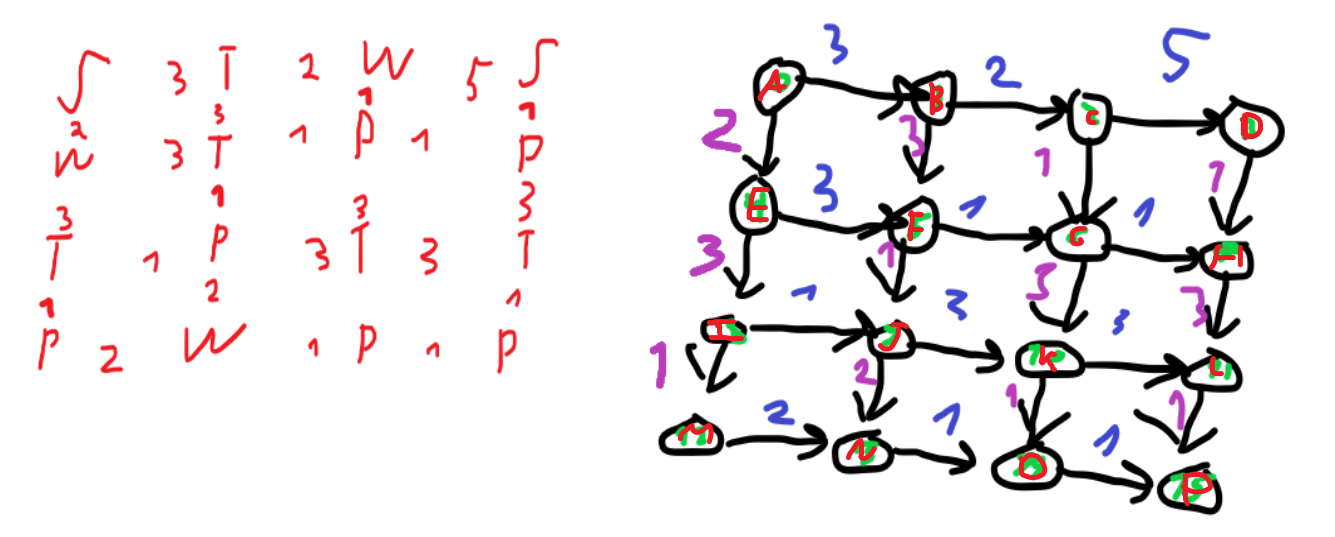 S 3 T 2 W 5 S
2 3 1 1
W 3 T 1 P 1 P
3 1 3 3
T 1 P 3 T 3 T
1 2 1
P 2 W 1 P 1 P
3 2 5
A B C D
2 3 1 1
3 1 1
E F G H
3 1 3 3
1 3 3
I J K L
1 2 1 1
2 1 1
M N O P